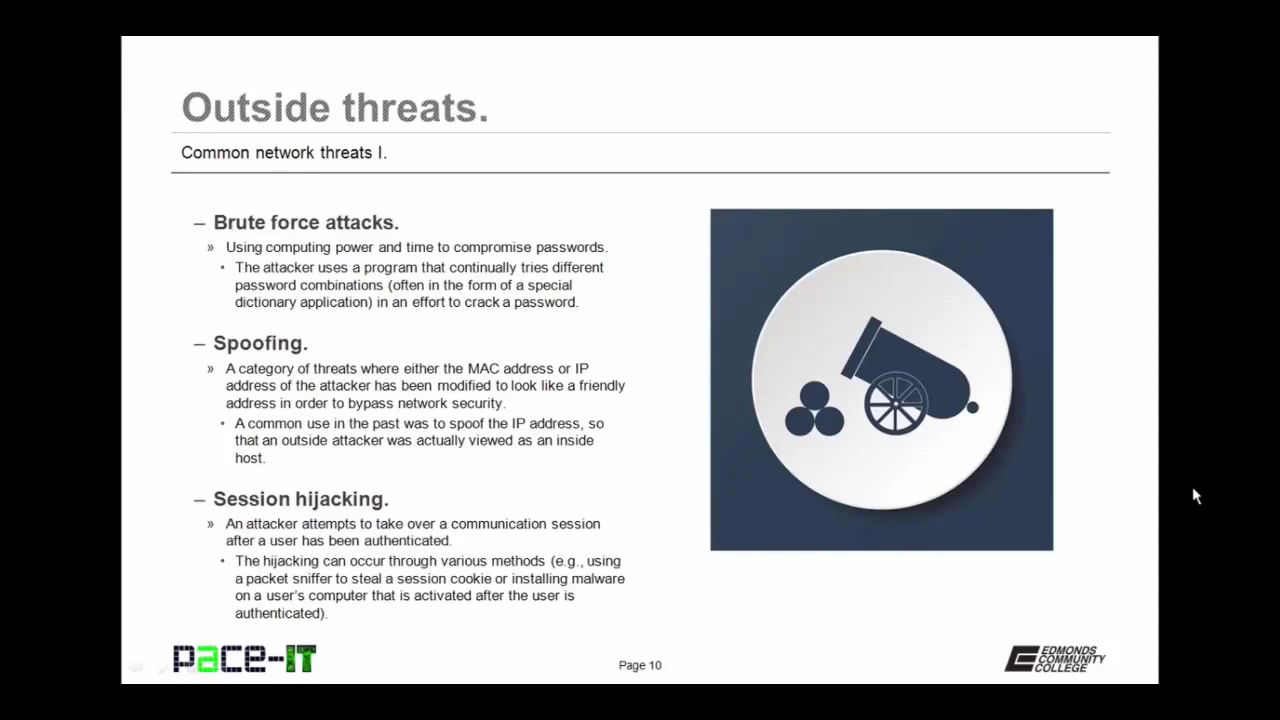 Outside threats.
Common network threats I.
– Brute force attacks.
» Using computing power and time to compromise passwords.
• The attacker uses a program that continually tries different
password combinations (often in the form of a special
dictionary application) in an effort to crack a password.
– Spoofing.
» A category of threats where either the MAC address or IP
address of the attacker has been modified to look like a friendly
address in order to bypass network security.
• A common use in the past was to spoof the IP address, so
that an outside attacker was actually viewed as an inside
host.
– Session hijacking.
» An attacker attempts to take over a communication session
after a user has been authenticated.
• The hijacking can occur through various methods (e.g., using
a packet sniffer to steal a session cookie or installing malware
on a user's computer that is activated after the user is
authenticated).
pace-IT
Page 10
EDMONDS
COMMUNITY
COLLEGE